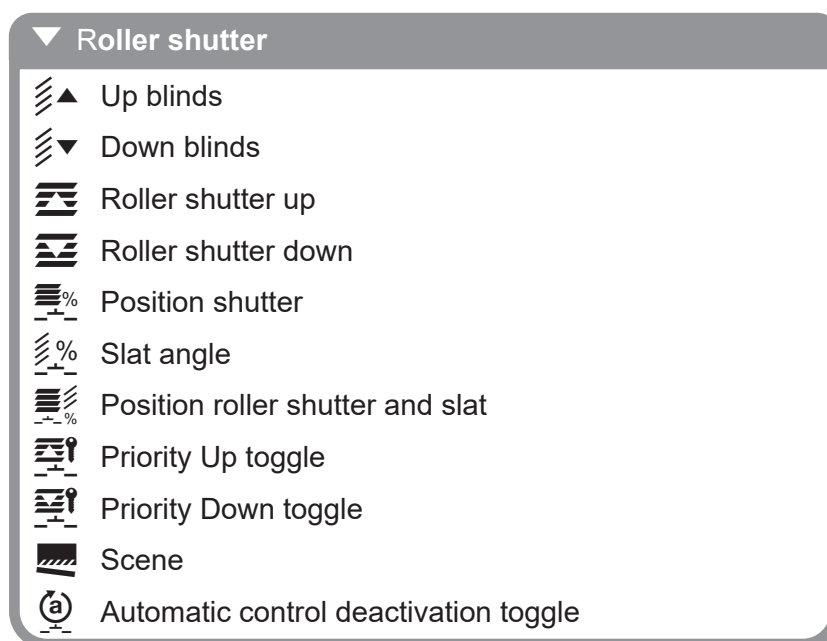 Roller shutter
Up blinds
Down blinds
Roller shutter up
Roller shutter down
% Position shutter
% Slat angle
% Position roller shutter and slat
Priority Up toggle
Priority Down toggle
Scene
a Automatic control deactivation toggle